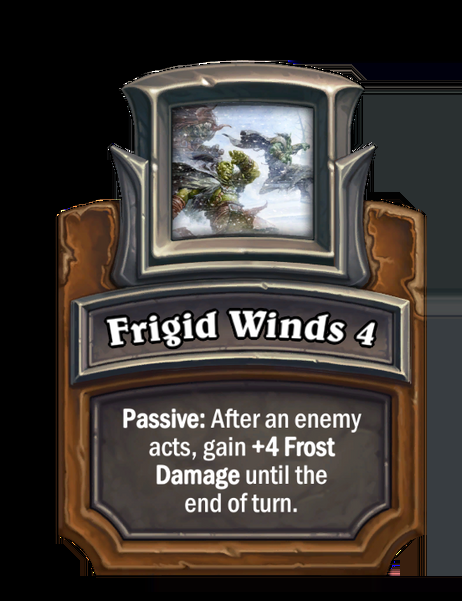 Frigid Winds 4
Passive: After an enemy
acts, gain +4 Frost
Damage until the
end of turn.